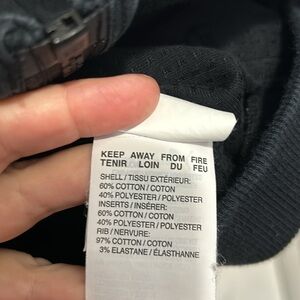 KEEP AWAY FROM FIRE
TENIR LOIN DU FEU
SHELL / TISSU EXTÉRIEUR:
60% COTTON / COTON
40% POLYESTER / POLYESTER
INSERTS / INSÉRER:
60% COTTON / COTON
40% POLYESTER / POLYESTER
RIB / NERVURE:
97% COTTON / COTON
3% ELASTANE / ÉLASTHANNE